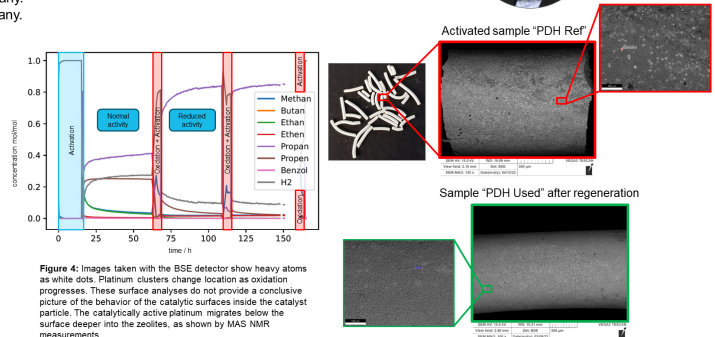 ny.
any.
Activated sample “PDH Ref”
1.0
0.8
0.6
0.4
0.2
0.0
concentration mol/mol
Activation
Normal
activity
Oxidation + Activation
Reduced
activity
Oxidation + Activation
Activation
Oxidation
Methan
Butan
Ethan
Ethen
Propan
Propen
Benzol
H2
0
25
50
75
100
125
150
time / h
Figure 4: Images taken with the BSE detector show heavy atoms
as white dots. Platinum clusters change location as oxidation
progresses. These surface analyses do not provide a conclusive
picture of the behavior of the catalytic surfaces inside the catalyst
particle. The catalytically active platinum migrates below the
surface deeper into the zeolites, as shown by MAS NMR
measurements
Sample “PDH Used” after regeneration